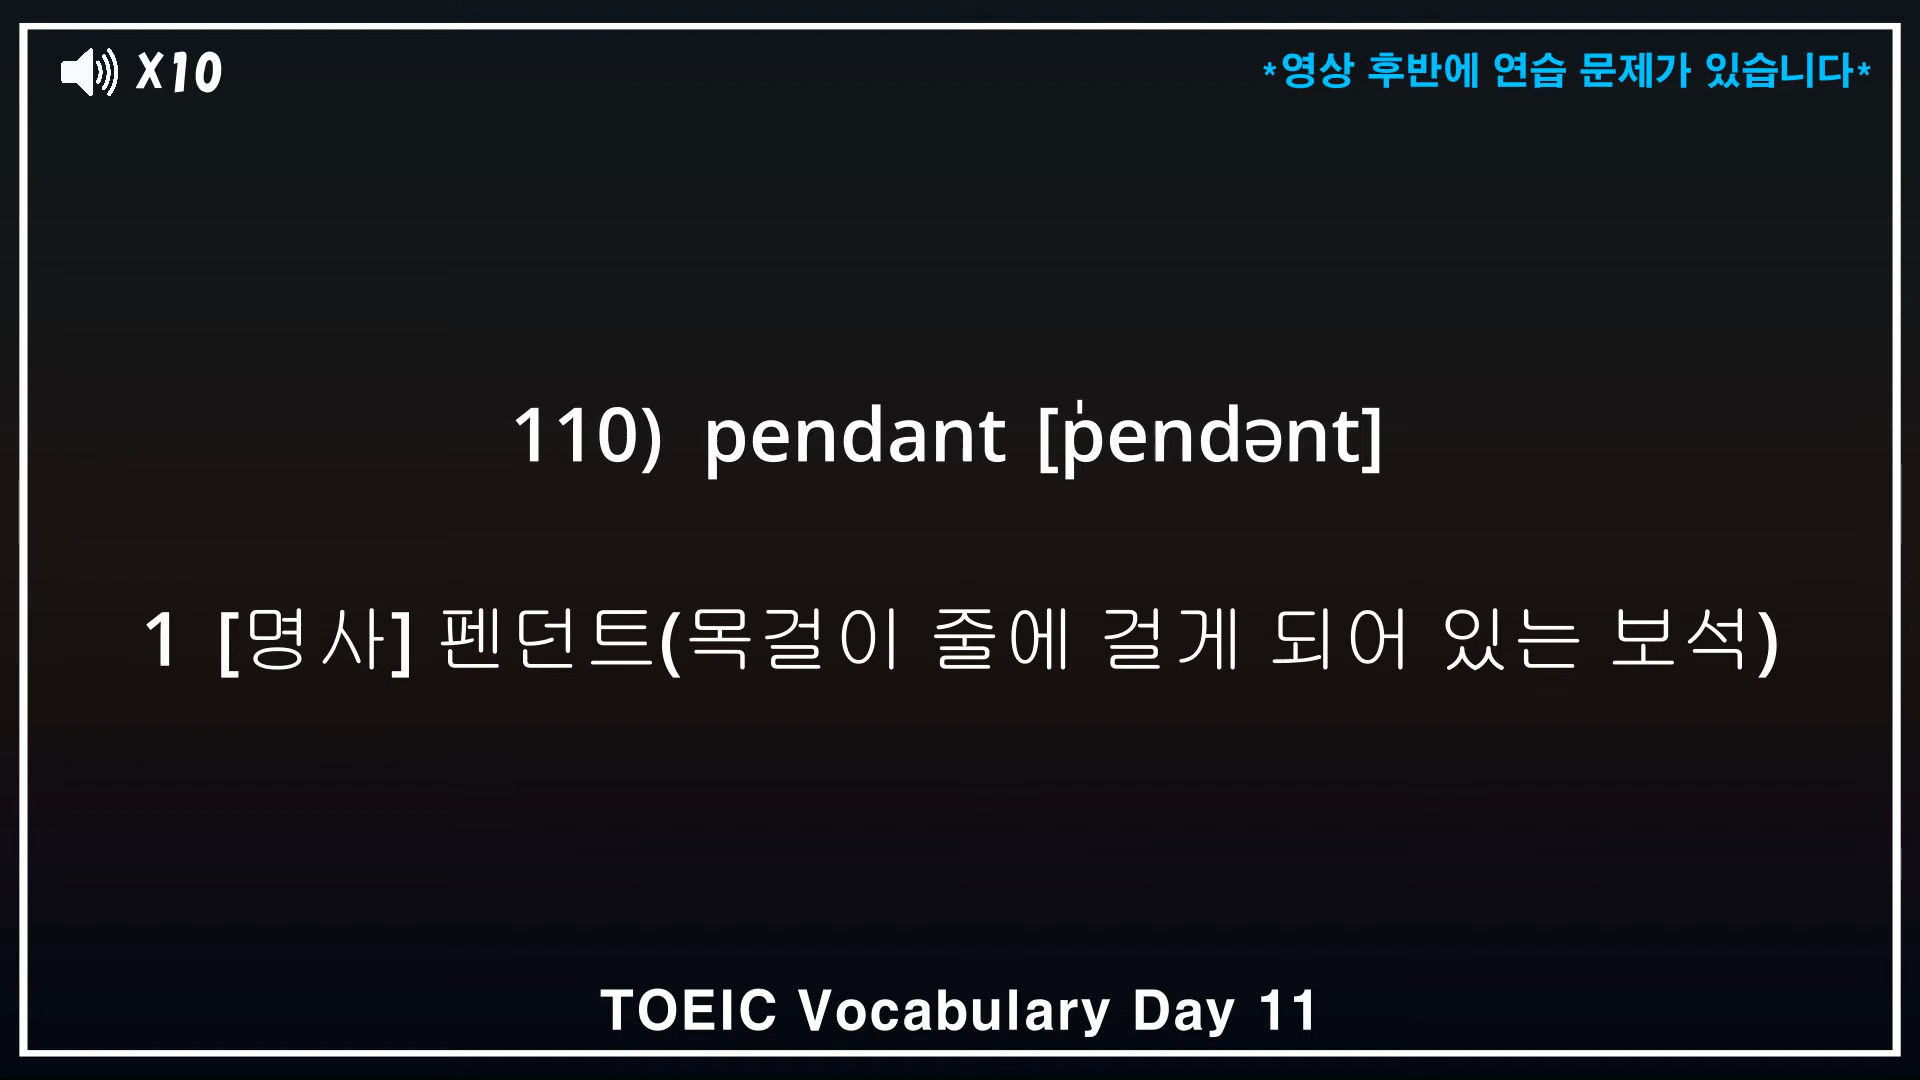 X10
*영상 후반에 연습 문제가 있습니다*
110) pendant [p̍endənt]
1 [명사] 펜던트(목걸이 줄에 걸게 되어 있는 보석)
TOEIC Vocabulary Day 11